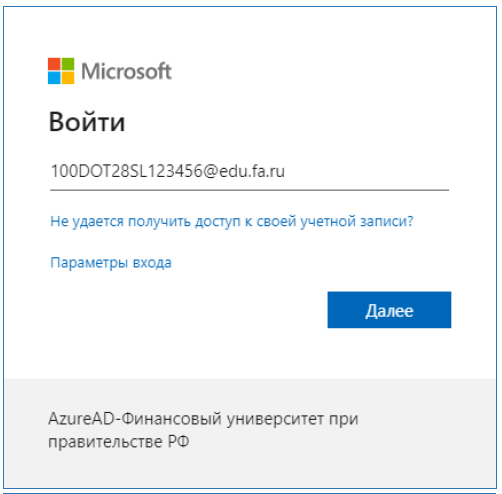 Microsoft
Войти
100DOT28SL123456@edu.fa.ru
Не удается получить доступ к своей учетной записи?
Параметры входа
Далее
AzureAD-Финансовый университет при
правительстве РФ